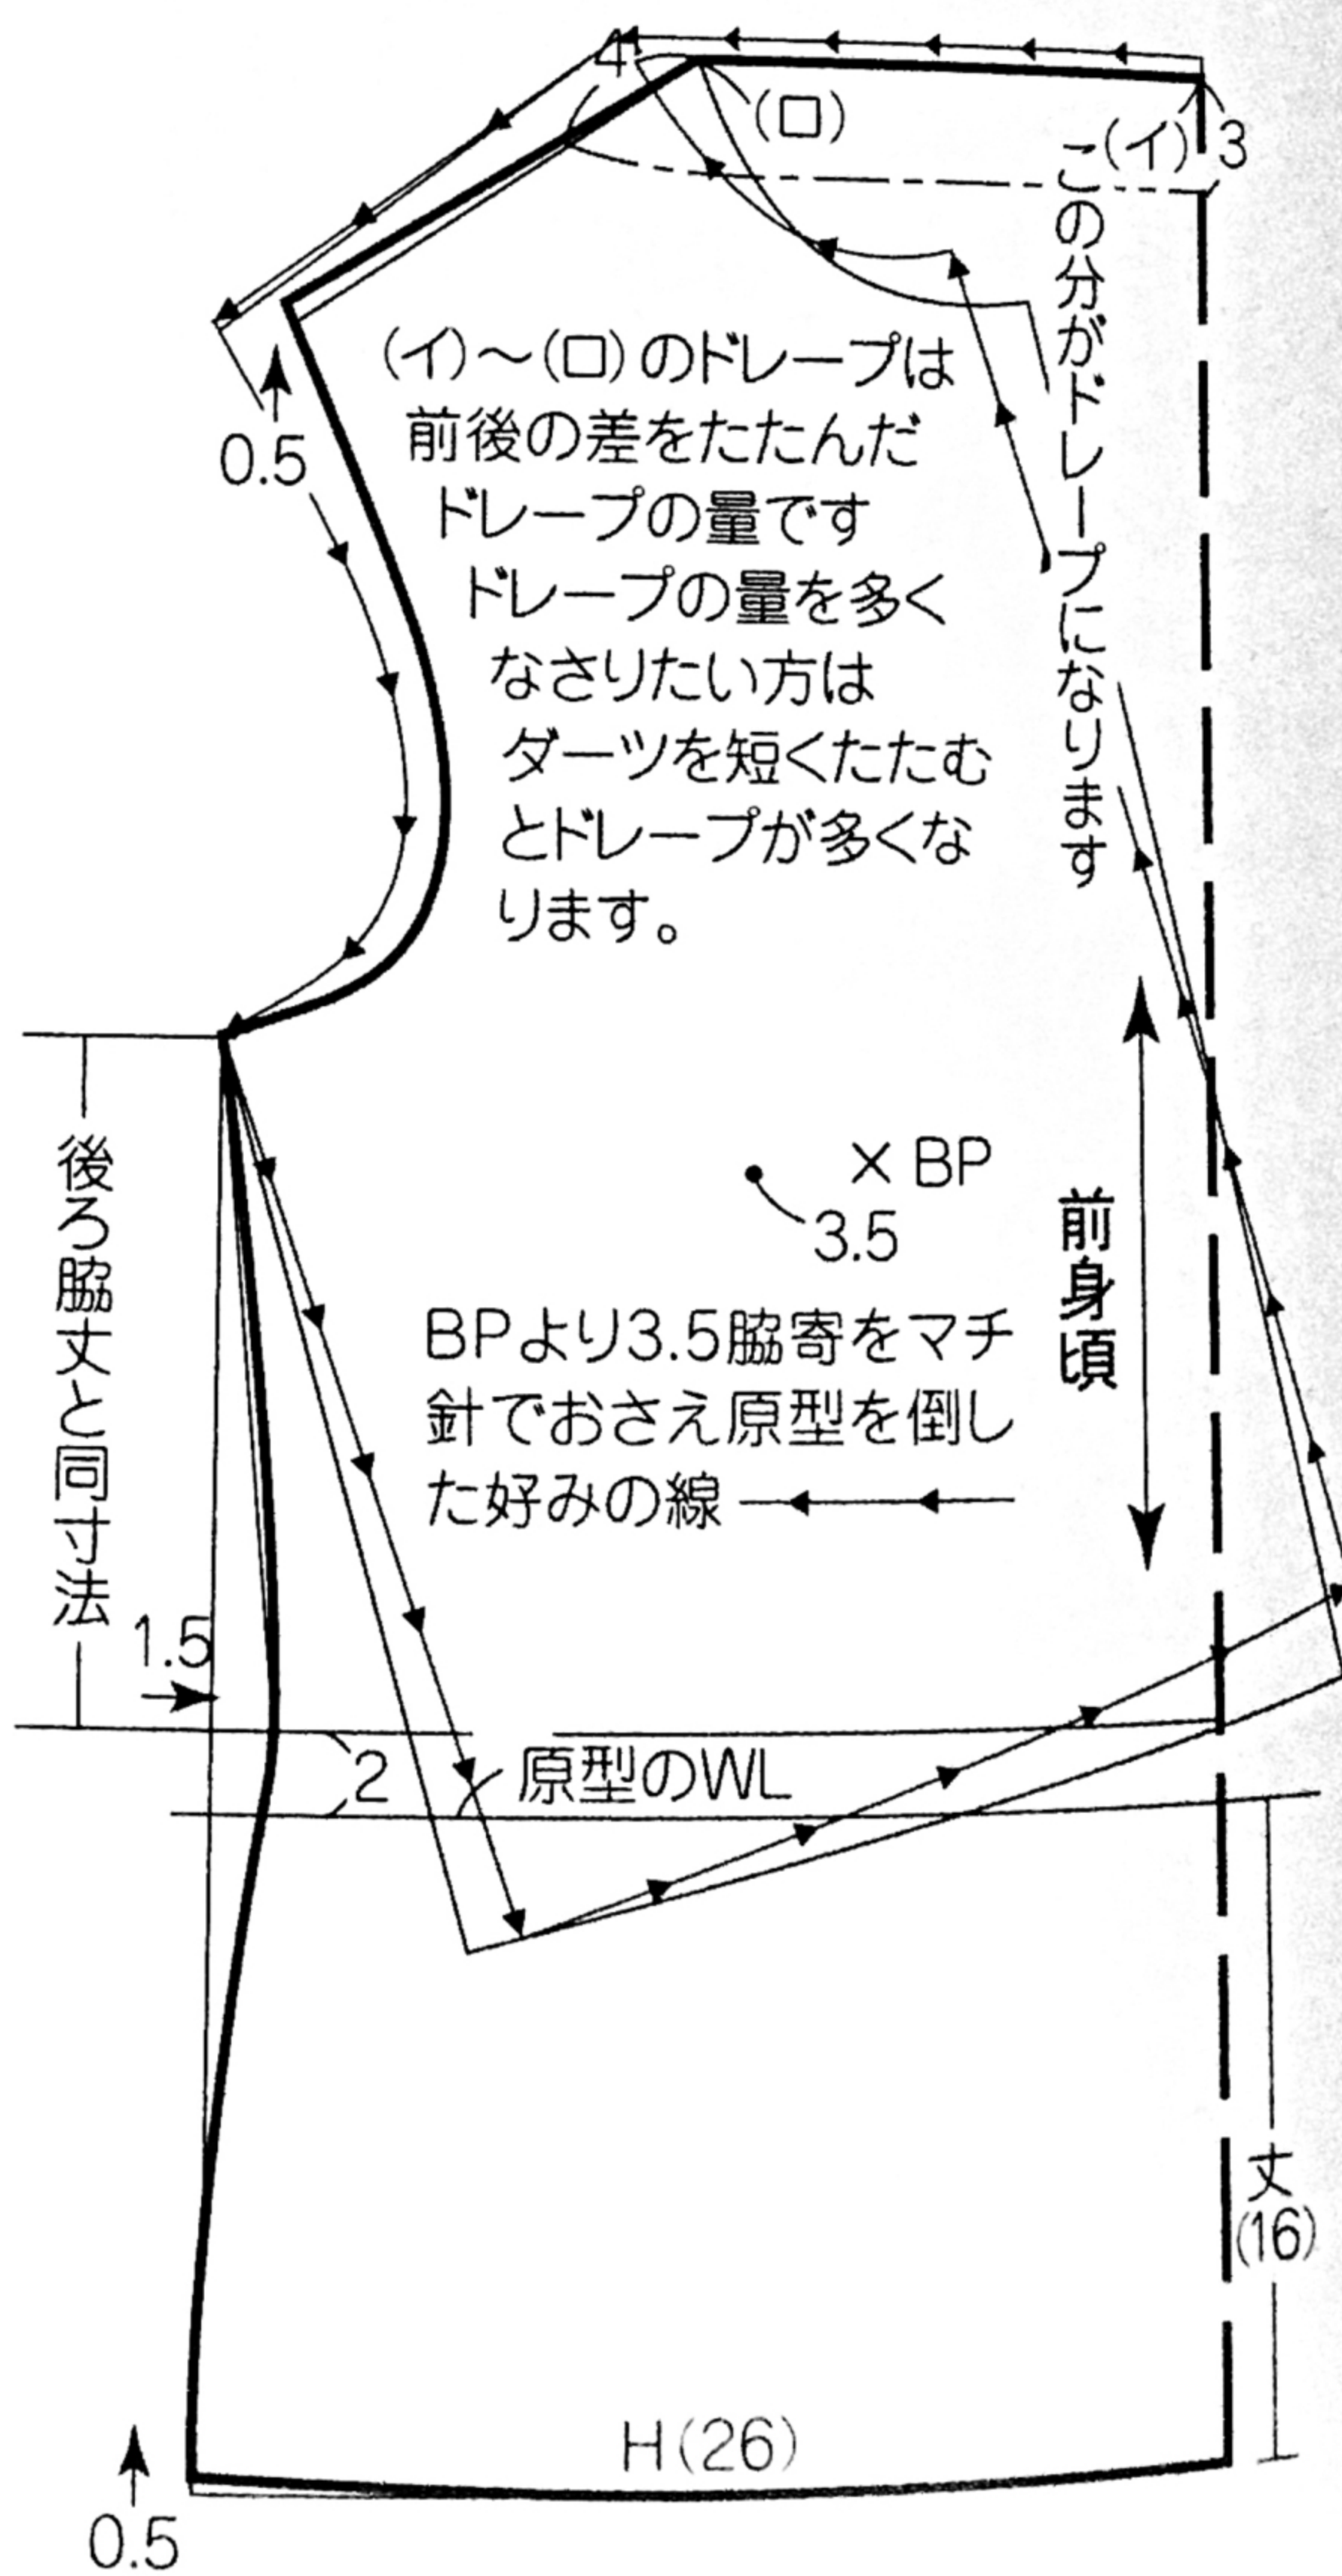 4
(ロ)
(イ) 3
この分がドレープになります
(イ)〜(ロ)のドレープは
前後の差をたたんだ
ドレープの量です
ドレープの量を多く
なさりたい方は
ダーツを短くたたむ
とドレープが多くな
ります。
0.5
後ろ脇丈と同寸法
× BP
3.5
前身頃
BPより3.5脇寄をマチ
針でおさえ原型を倒し
た好みの線
1.5
2
原型のWL
丈
(16)
H(26)
0.5